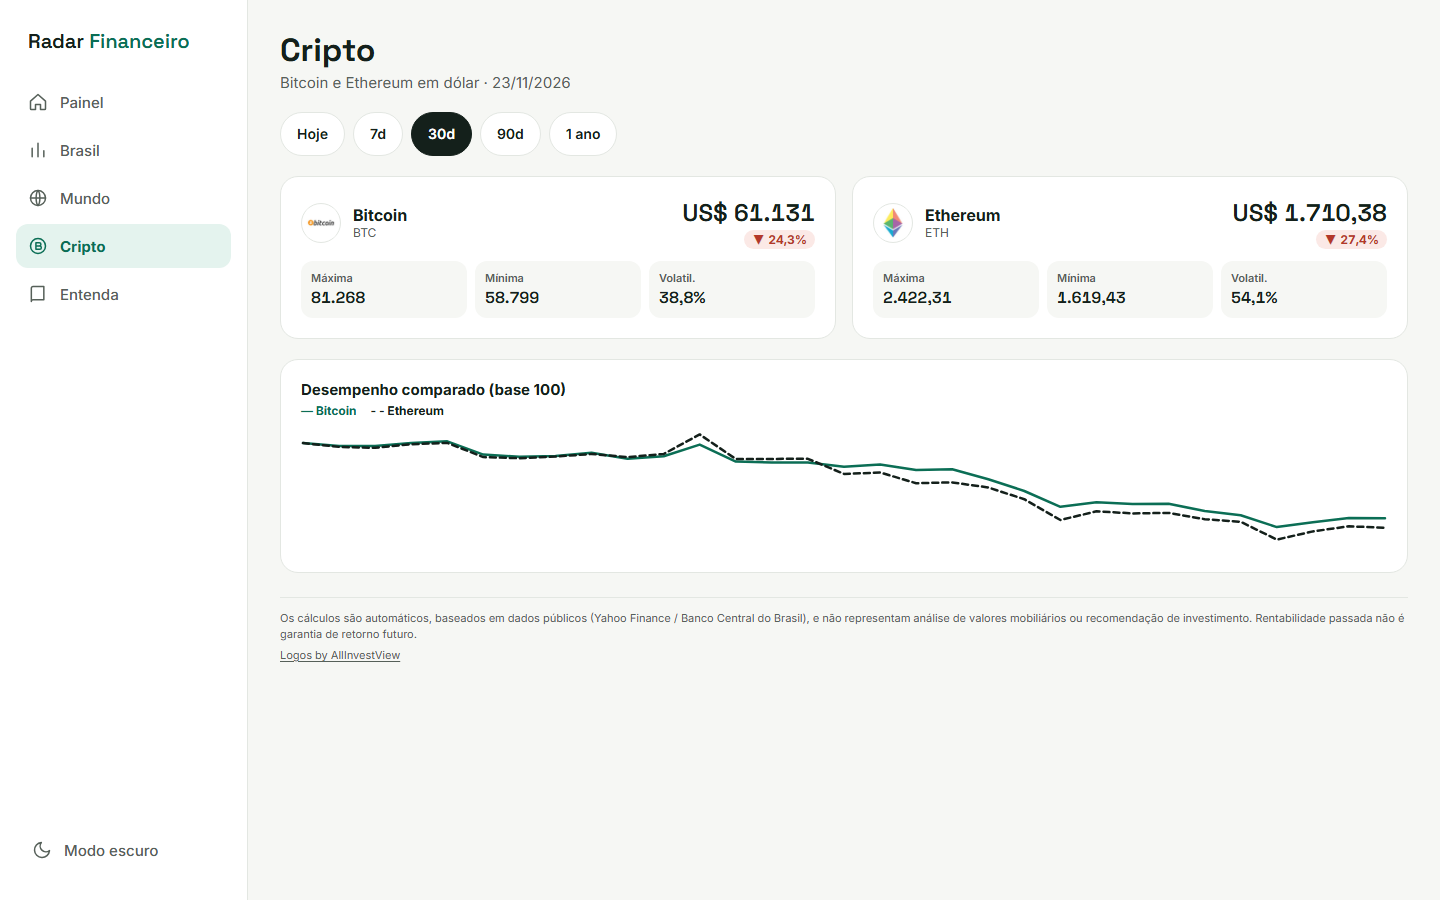 Radar Financeiro
Painel
Brasil
Mundo
Cripto
Entenda
Modo escuro
Cripto
Bitcoin e Ethereum em dólar · 23/11/2026
Hoje 7d 30d 90d 1 ano
bitcoin
Bitcoin
BTC
US$ 61.131
▼ 24,3%
Máxima
81.268
Mínima
58.799
Volatil.
38,8%
Ethereum
ETH
US$ 1.710,38
▼ 27,4%
Máxima
2.422,31
Mínima
1.619,43
Volatil.
54,1%
Desempenho comparado (base 100)
— Bitcoin - - Ethereum
Os cálculos são automáticos, baseados em dados públicos (Yahoo Finance / Banco Central do Brasil), e não representam análise de valores mobiliários ou recomendação de investimento. Rentabilidade passada não é
garantia de retorno futuro.
Logos by AllInvestView